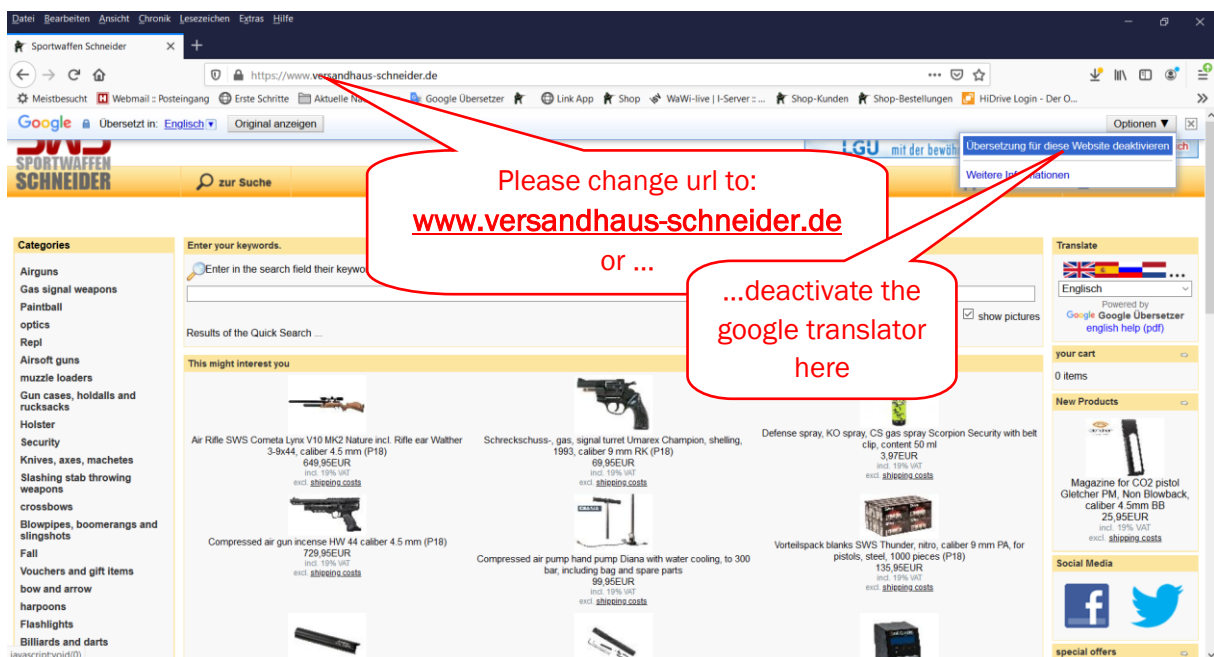 Datei Bearbeiten Ansicht Chronik Lesezeichen Extras Hilfe
Sportwaffen Schneider
https://www.versandhaus-schneider.de
Meistbesucht Webmail :: Posteingang Erste Schritte Aktuelle Google Übersetzer Link App Shop WaWi-live | I-Server :: ... Shop-Kunden Shop-Bestellungen HiDrive Login - Der O...
Google Übersetzt in: Englisch Original anzeigen
Optionen ▼
Übersetzung für diese Website deaktivieren
Weitere Informationen
SWS
SPORTWAFFEN
SCHNEIDER
LGU mit der bewäh
zur Suche
Please change url to:
www.versandhaus-schneider.de
or ...
...deactivate the
google translator
here
Categories
Airguns
Gas signal weapons
Paintball
optics
Repl
Airsoft guns
muzzle loaders
Gun cases, holdalls and
rucksacks
Holster
Security
Knives, axes, machetes
Slashing stab throwing
weapons
crossbows
Blowpipes, boomerangs and
slingshots
Fall
Vouchers and gift items
bow and arrow
harpoons
Flashlights
Billiards and darts
javascript:void(0)
Enter your keywords.
Enter in the search field their keywo
show pictures
Results of the Quick Search ...
This might interest you
Air Rifle SWS Cometa Lynx V10 MK2 Nature incl. Rifle ear Walther
3-9x44, caliber 4.5 mm (P18)
649,95EUR
incl. 19% VAT
excl. shipping costs
Schreckschuss-, gas, signal turret Umarex Champion, shelling,
1993, caliber 9 mm RK (P18)
69,95EUR
incl. 19% VAT
excl. shipping costs
Defense spray, KO spray, CS gas spray Scorpion Security with belt
clip, content 50 ml
3,97EUR
incl. 19% VAT
excl. shipping costs
Compressed air gun incense HW 44 caliber 4.5 mm (P18)
729,95EUR
incl. 19% VAT
excl. shipping costs
Compressed air pump hand pump Diana with water cooling, to 300
bar, including bag and spare parts
99,95EUR
incl. 19% VAT
excl. shipping costs
Vorteilspack blanks SWS Thunder, nitro, caliber 9 mm PA, for
pistols, steel, 1000 pieces (P18)
135,95EUR
incl. 19% VAT
excl. shipping costs
Translate
Englisch
Powered by
Google Google Übersetzer
english help (pdf)
your cart
0 items
New Products
Magazine for CO2 pistol
Gletcher PM, Non Blowback,
caliber 4.5mm BB
25,95EUR
incl. 19% VAT
excl. shipping costs
Social Media
special offers